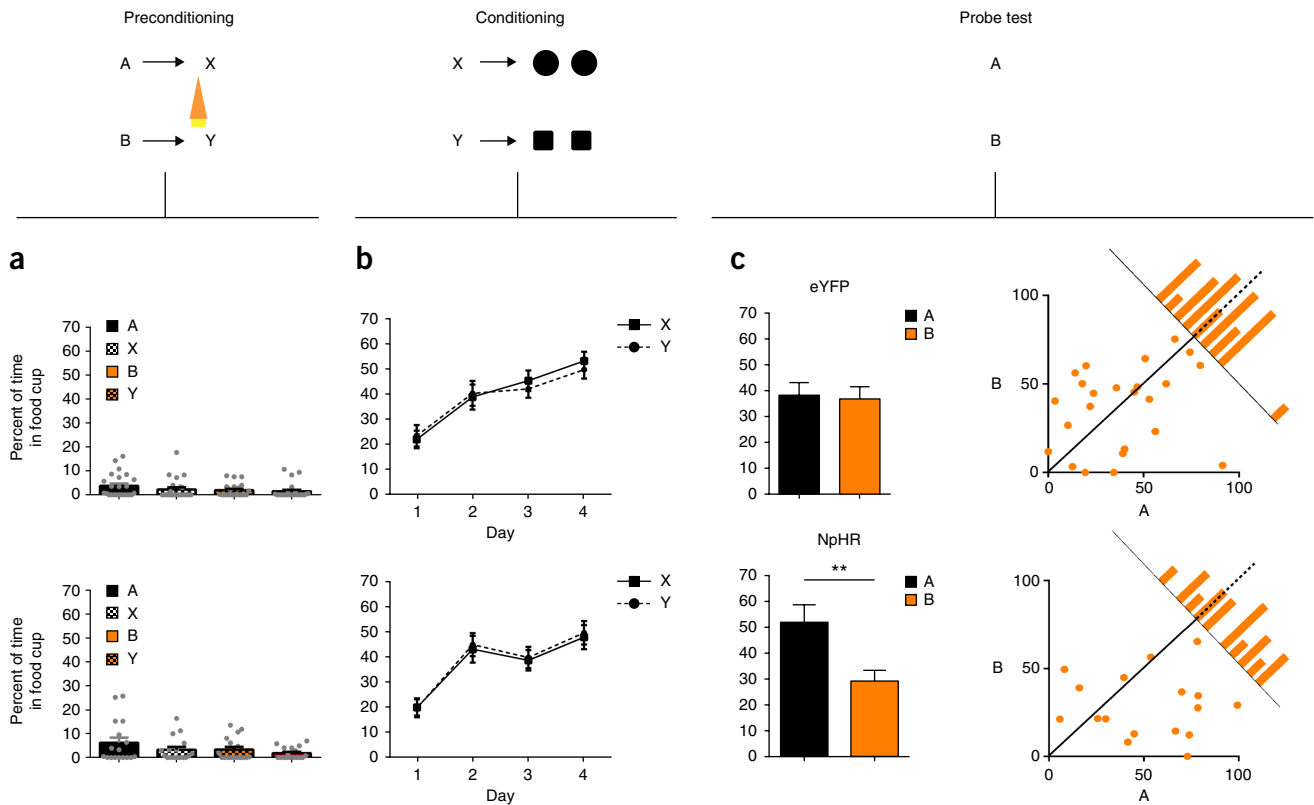 Preconditioning
Conditioning
Probe test
A
X
X
A
B
Y
Y
B
a
b
c
Percent of time
in food cup
70
60
50
40
30
20
10
0
A
X
B
Y
70
60
50
40
30
20
10
0
X
Y
1
2
3
4
Day
eYFP
70
60
50
40
30
20
10
0
A
B
B
100
50
0
0
50
100
A
Percent of time
in food cup
70
60
50
40
30
20
10
0
A
X
B
Y
70
60
50
40
30
20
10
0
X
Y
1
2
3
4
Day
NpHR
70
60
50
40
30
20
10
0
**
A
B
B
100
50
0
0
50
100
A